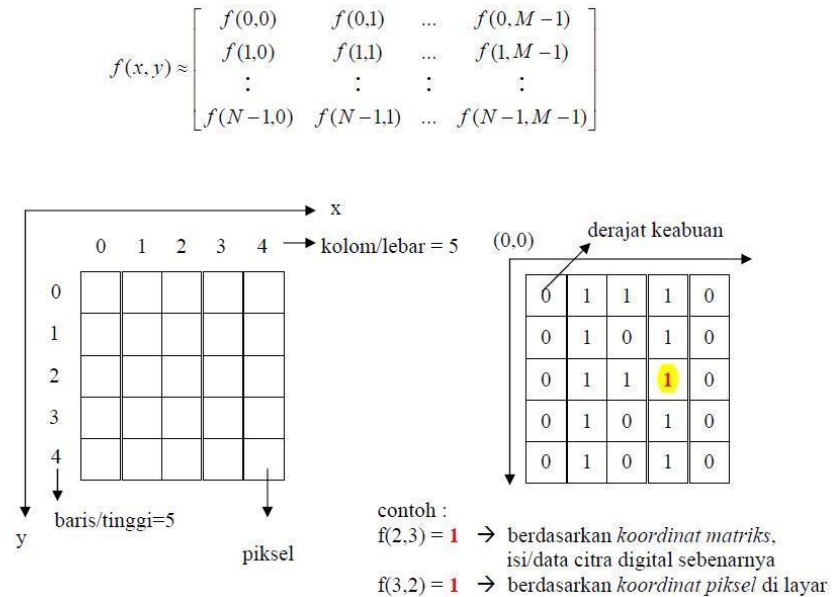 f(x, y) ≈ [ f(0,0) f(0,1) ... f(0, M −1)
f(1,0) f(1,1) ... f(1, M −1)
⋮ ⋮ ⋮ ⋮
f(N −1,0) f(N −1,1) ... f(N −1, M −1) ]
x
0 1 2 3 4 → kolom/lebar = 5
0
1
2
3
4
baris/tinggi=5
y
piksel
derajat keabuan
(0,0)
0 1 1 1 0
0 1 0 1 0
0 1 1 1 0
0 1 0 1 0
0 1 0 1 0
contoh :
f(2,3) = 1 → berdasarkan koordinat matriks,
isi/data citra digital sebenarnya
f(3,2) = 1 → berdasarkan koordinat piksel di layar